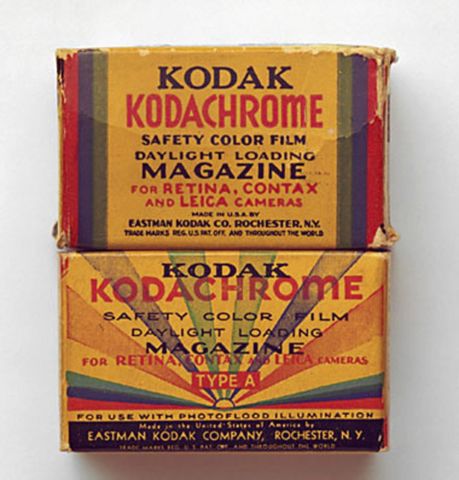 KODAK
KODACHROME
SAFETY COLOR FILM
DAYLIGHT LOADING
MAGAZINE
FOR RETINA, CONTAX
AND LEICA CAMERAS
MADE IN U.S.A. BY
EASTMAN KODAK CO. ROCHESTER, N.Y.
TRADE MARKS REG. U.S. PAT. OFF. AND THROUGHOUT THE WORLD
KODAK
KODACHROME
SAFETY COLOR FILM
DAYLIGHT LOADING
MAGAZINE
FOR RETINA, CONTAX AND LEICA CAMERAS
TYPE A
FOR USE WITH PHOTOFLOOD ILLUMINATION
Made in the United States of America by
EASTMAN KODAK COMPANY, ROCHESTER, N.Y.
TRADE MARKS REG. U.S. PAT. OFF. AND THROUGHOUT THE WORLD